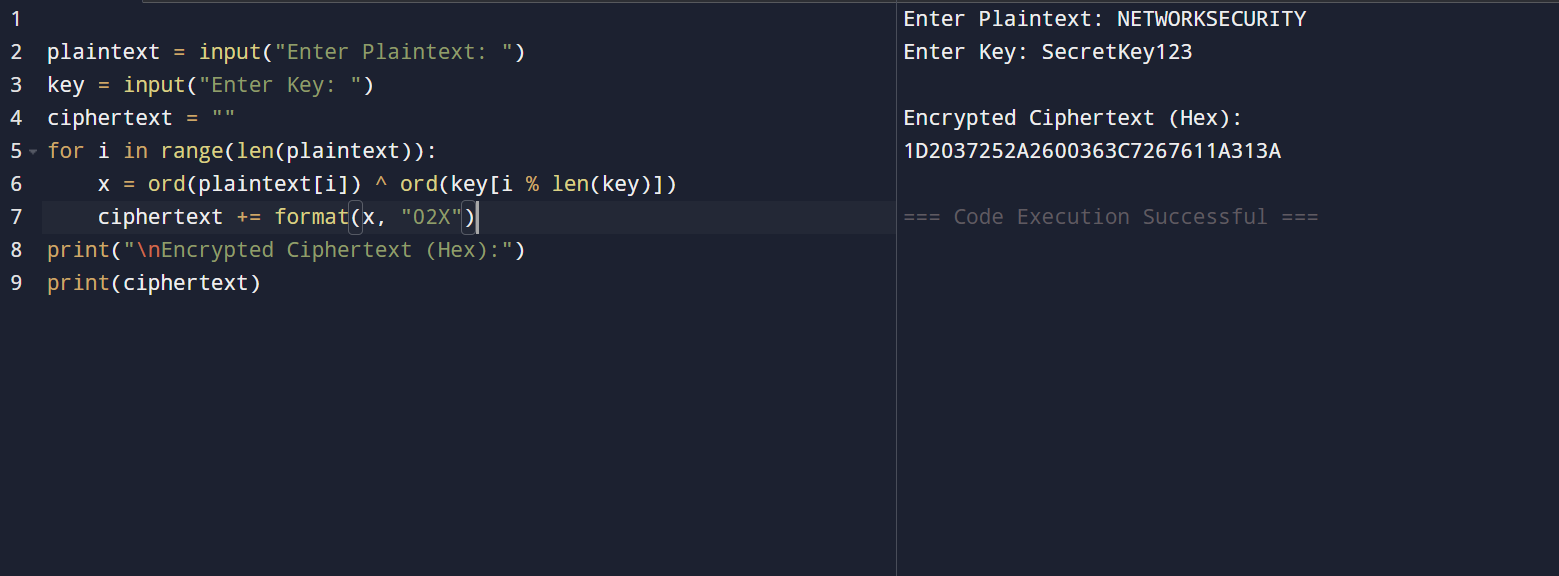 1
2 plaintext = input("Enter Plaintext: ")
3 key = input("Enter Key: ")
4 ciphertext = ""
5 for i in range(len(plaintext)):
6     x = ord(plaintext[i]) ^ ord(key[i % len(key)])
7     ciphertext += format(x, "02X")
8 print("\nEncrypted Ciphertext (Hex):")
9 print(ciphertext)
Enter Plaintext: NETWORKSECURITY
Enter Key: SecretKey123

Encrypted Ciphertext (Hex):
1D2037252A2600363C7267611A313A

=== Code Execution Successful ===